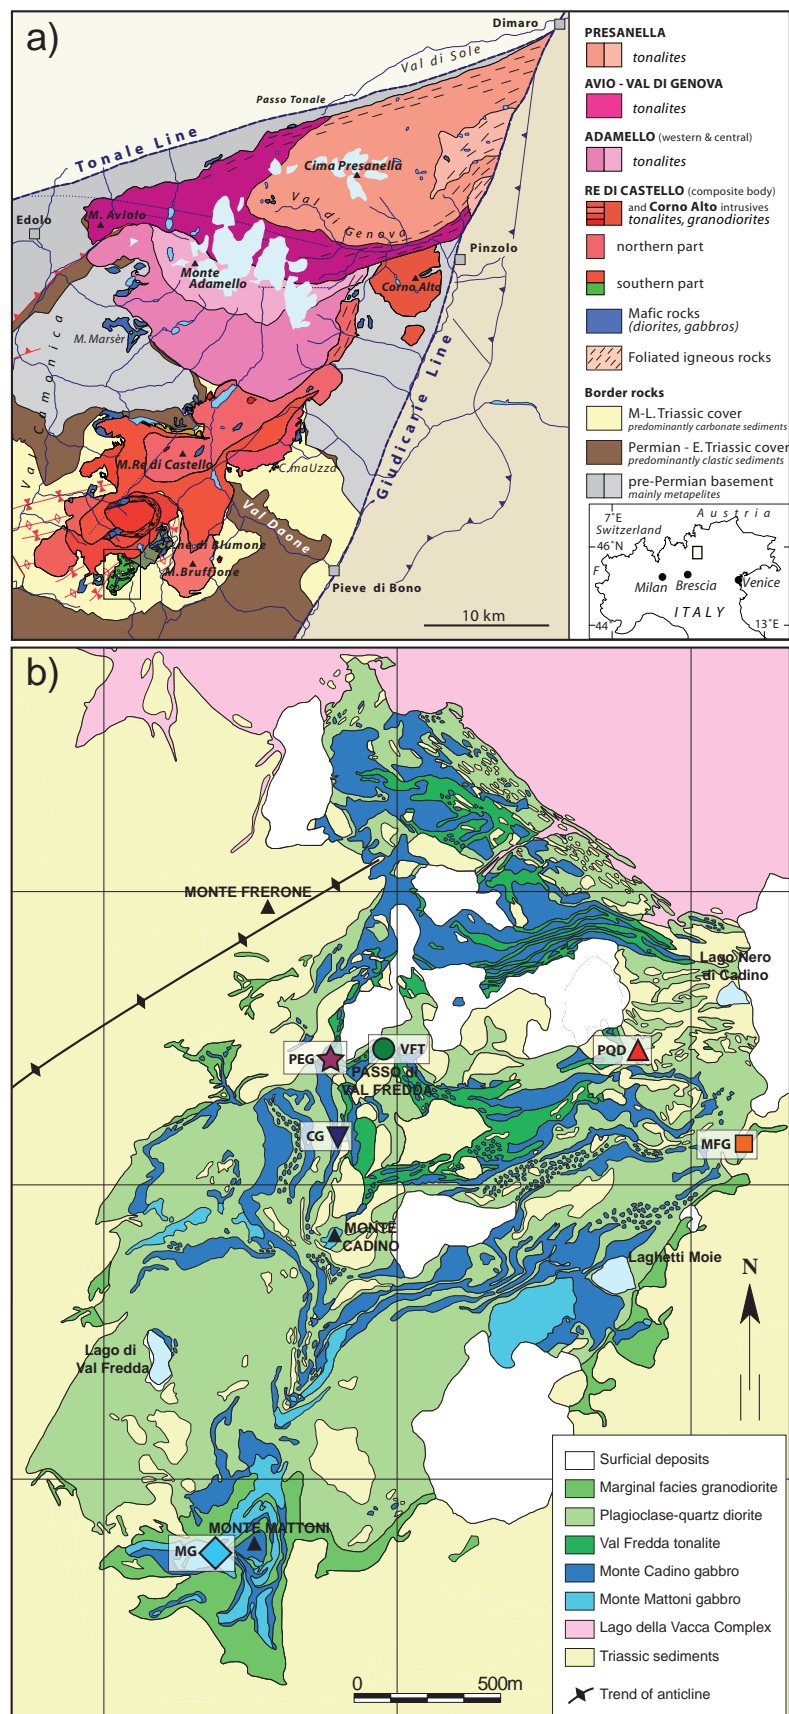 a)
Dimaro
Val di Sole
Passo Tonale
Tonale Line
Cima Presanella
Edolo
M. Aviolo
Val di Genova
Pinzolo
Monte
Adamello
Corno Alto
M. Marsèr
Val Camonica
Giudicarie Line
M.Re di Castello
C.ma Uzza
Val Daone
C.ne di Blumone
M.Bruffione
Pieve di Bono
10 km
PRESANELLA
tonalites
AVIO - VAL DI GENOVA
tonalites
ADAMELLO (western & central)
tonalites
RE DI CASTELLO (composite body)
and Corno Alto intrusives
tonalites, granodiorites
northern part
southern part
Mafic rocks
(diorites, gabbros)
Foliated igneous rocks
Border rocks
M-L. Triassic cover
predominantly carbonate sediments
Permian - E. Triassic cover
predominantly clastic sediments
pre-Permian basement
mainly metapelites
7˚E
Austria
Switzerland
46˚N
F
Milan
Brescia
Venice
ITALY
44˚
13˚E
b)
MONTE FRERONE
Lago Nero
di Cadino
PEG
VFT
PQD
PASSO di
VAL FREDDA
CG
MFG
MONTE
CADINO
Laghetti Moie
N
Lago di
Val Fredda
MONTE MATTONI
MG
Surficial deposits
Marginal facies granodiorite
Plagioclase-quartz diorite
Val Fredda tonalite
Monte Cadino gabbro
Monte Mattoni gabbro
Lago della Vacca Complex
Triassic sediments
Trend of anticline
0
500m